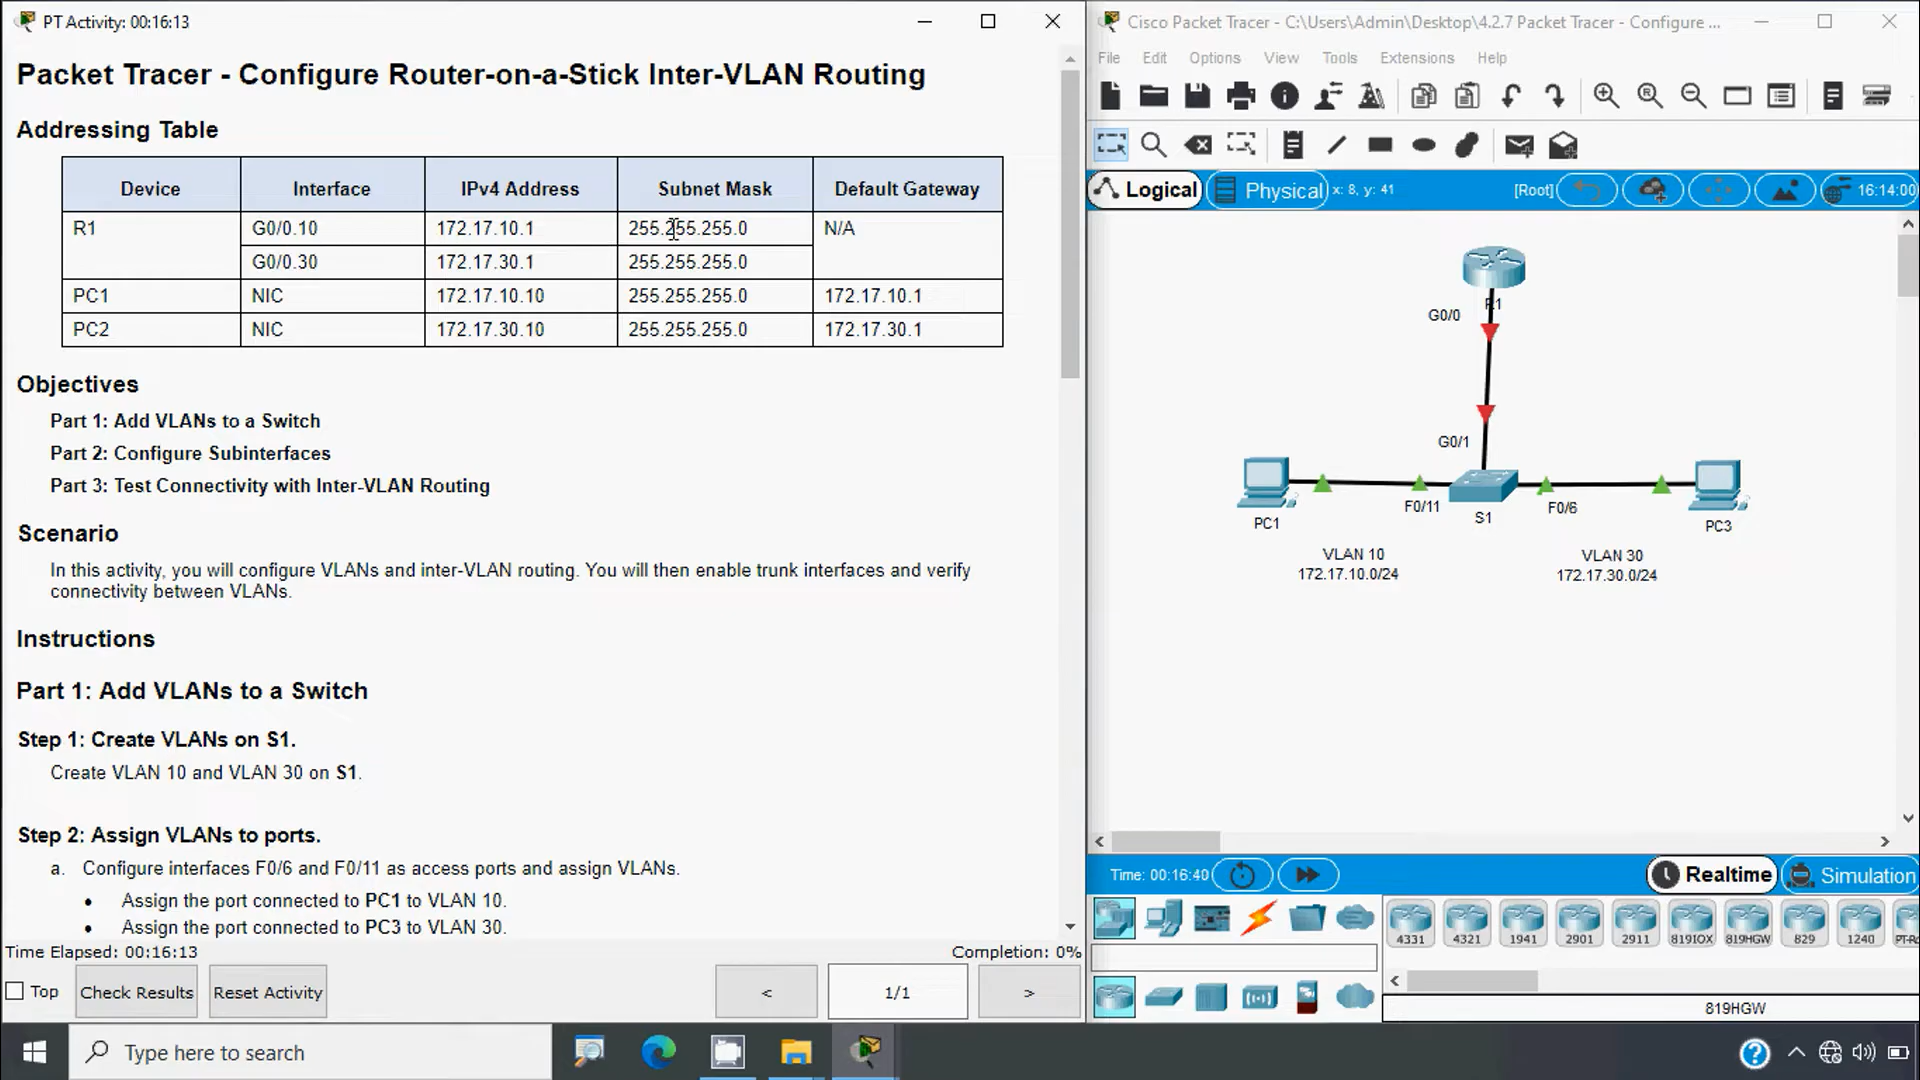 PT Activity: 00:16:13
Packet Tracer - Configure Router-on-a-Stick Inter-VLAN Routing
Addressing Table
Device Interface IPv4 Address Subnet Mask Default Gateway
R1 G0/0.10 172.17.10.1 255.255.255.0 N/A
G0/0.30 172.17.30.1 255.255.255.0
PC1 NIC 172.17.10.10 255.255.255.0 172.17.10.1
PC2 NIC 172.17.30.10 255.255.255.0 172.17.30.1
Objectives
Part 1: Add VLANs to a Switch
Part 2: Configure Subinterfaces
Part 3: Test Connectivity with Inter-VLAN Routing
Scenario
In this activity, you will configure VLANs and inter-VLAN routing. You will then enable trunk interfaces and verify
connectivity between VLANs.
Instructions
Part 1: Add VLANs to a Switch
Step 1: Create VLANs on S1.
Create VLAN 10 and VLAN 30 on S1.
Step 2: Assign VLANs to ports.
a. Configure interfaces F0/6 and F0/11 as access ports and assign VLANs.
• Assign the port connected to PC1 to VLAN 10.
• Assign the port connected to PC3 to VLAN 30.
Time Elapsed: 00:16:13 Completion: 0%
Top Check Results Reset Activity < 1/1 >
Cisco Packet Tracer - C:\Users\Admin\Desktop\4.2.7 Packet Tracer - Configure ...
File Edit Options View Tools Extensions Help
Logical Physical x: 8, y: 41 [Root] 16:14:00
R1
G0/0
G0/1
F0/11 F0/6
PC1 S1 PC3
VLAN 10 VLAN 30
172.17.10.0/24 172.17.30.0/24
Time: 00:16:40 Realtime Simulation
4331 4321 1941 2901 2911 819IOX 819HGW 829 1240
819HGW
Type here to search